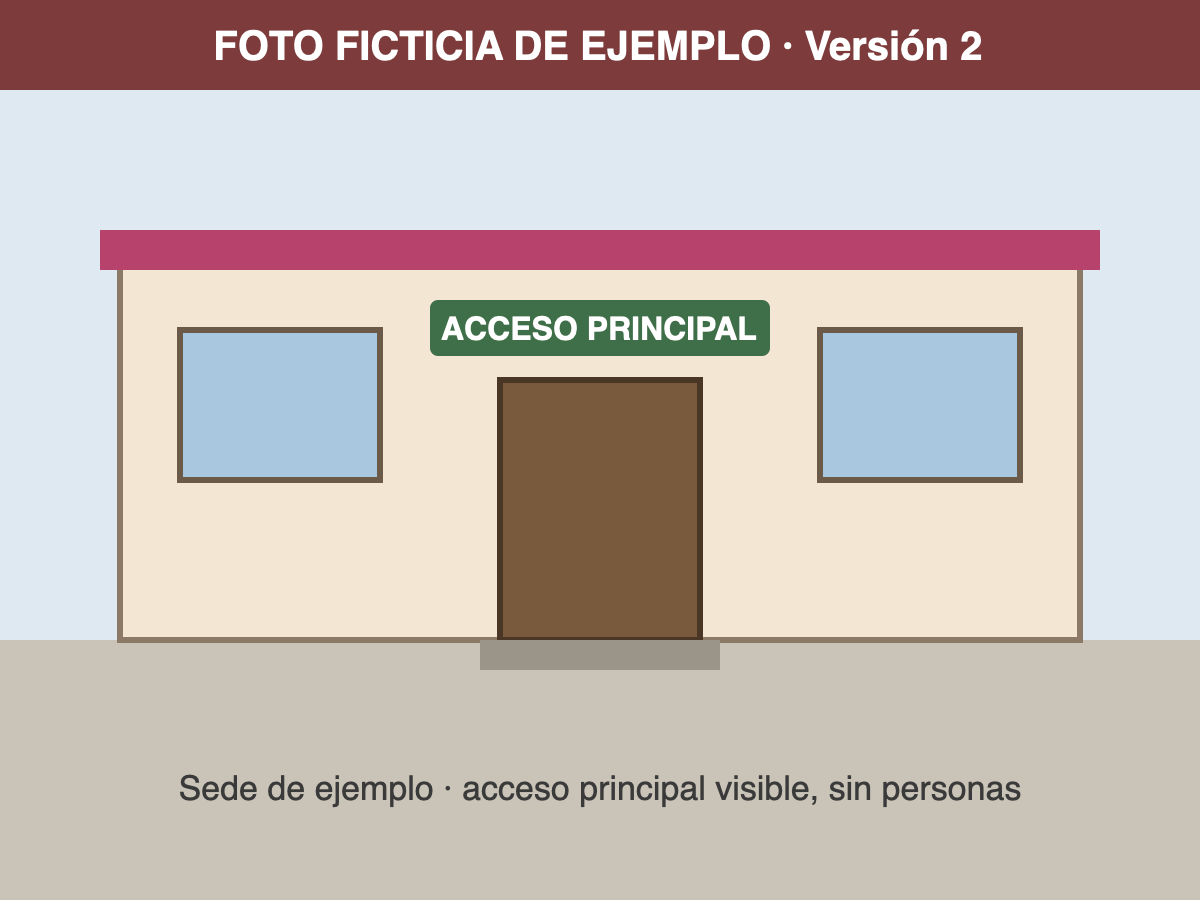 FOTO FICTICIA DE EJEMPLO · Versión 2
ACCESO PRINCIPAL
Sede de ejemplo · acceso principal visible, sin personas